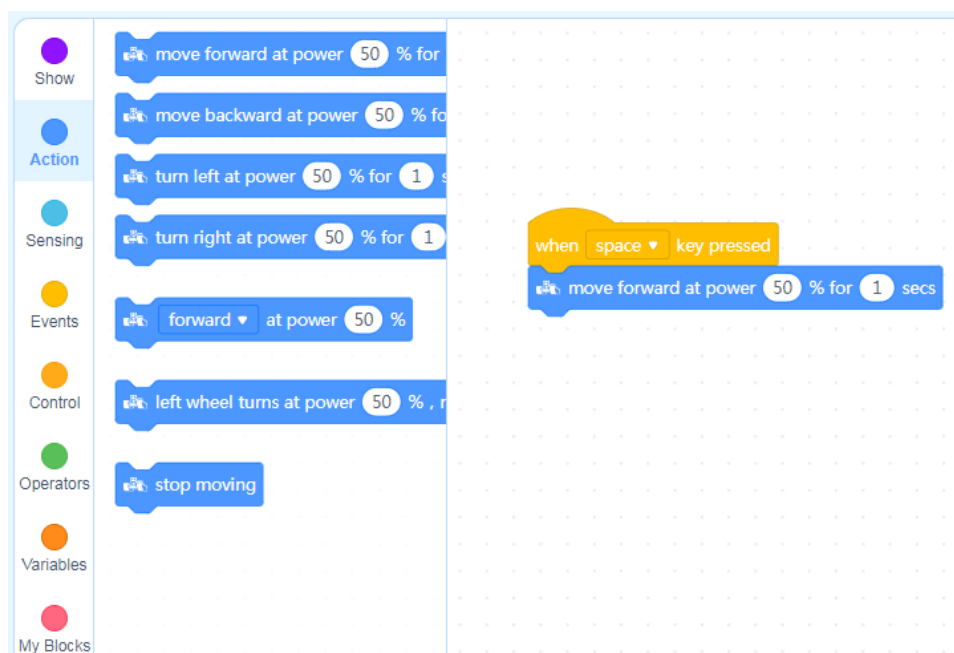 Show
Action
Sensing
Events
Control
Operators
Variables
My Blocks
move forward at power 50 % for
move backward at power 50 %
turn left at power 50 % for 1
turn right at power 50 % for 1
forward ▾ at power 50 %
left wheel turns at power 50 % ,
stop moving
when space ▾ key pressed
move forward at power 50 % for 1 secs